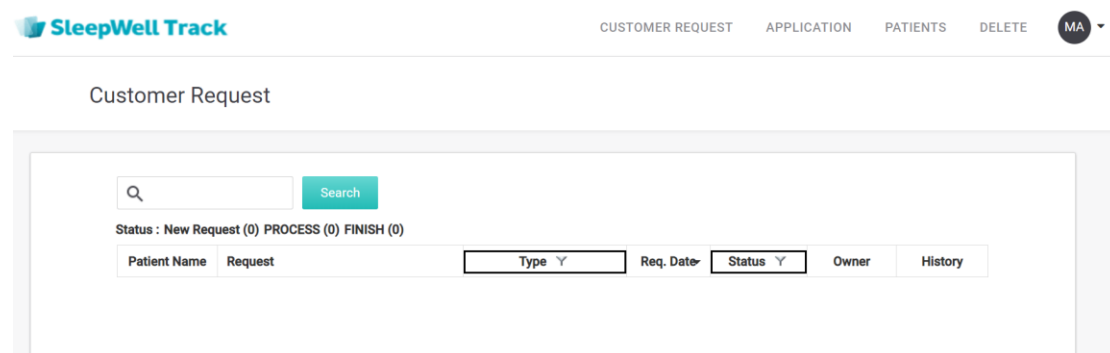 SleepWell Track CUSTOMER REQUEST APPLICATION PATIENTS DELETE MA
Customer Request
Search
Status : New Request (0) PROCESS (0) FINISH (0)
Patient Name Request Type Req. Date Status Owner History